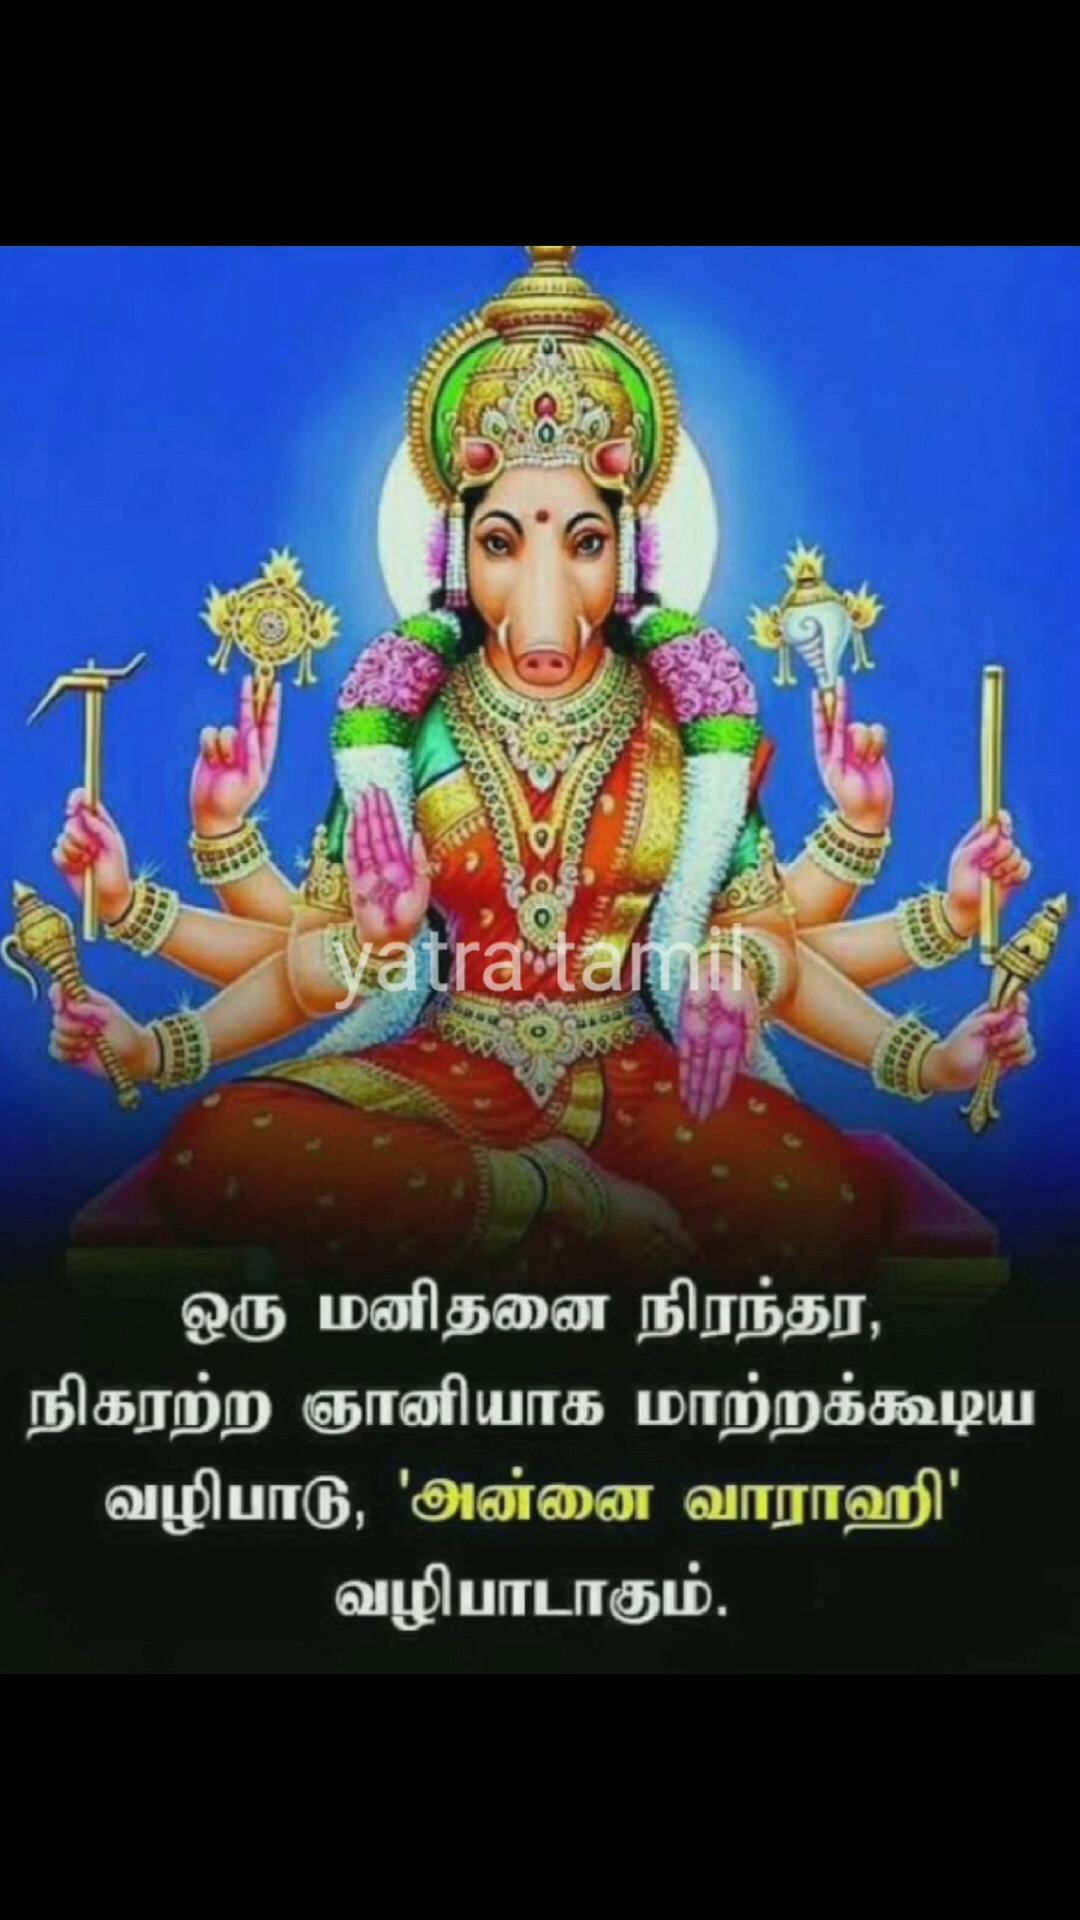 yatra tamil
ஒரு மனிதனை நிரந்தர,
நிகரற்ற ஞானியாக மாற்றக்கூடிய
வழிபாடு, 'அன்னை வாராஹி'
வழிபாடாகும்.